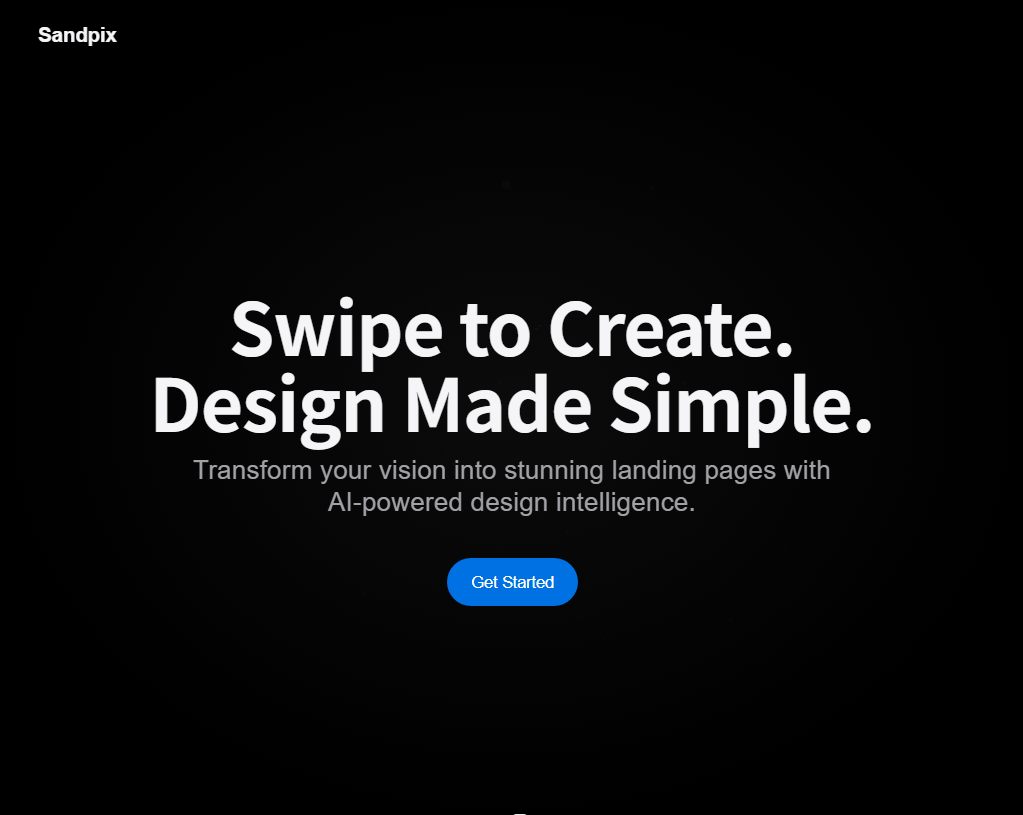 Sandpix
Swipe to Create.
Design Made Simple.
Transform your vision into stunning landing pages with
AI-powered design intelligence.
Get Started